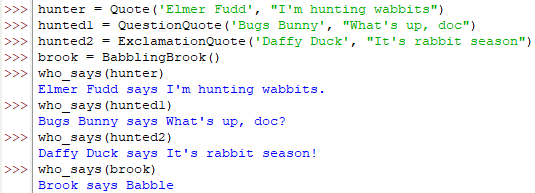 >>> hunter = Quote('Elmer Fudd', "I'm hunting wabbits")
>>> hunted1 = QuestionQuote('Bugs Bunny', "What's up, doc")
>>> hunted2 = ExclamationQuote('Daffy Duck', "It's rabbit season")
>>> brook = BabblingBrook()
>>> who_says(hunter)
Elmer Fudd says I'm hunting wabbits.
>>> who_says(hunted1)
Bugs Bunny says What's up, doc?
>>> who_says(hunted2)
Daffy Duck says It's rabbit season!
>>> who_says(brook)
Brook says Babble